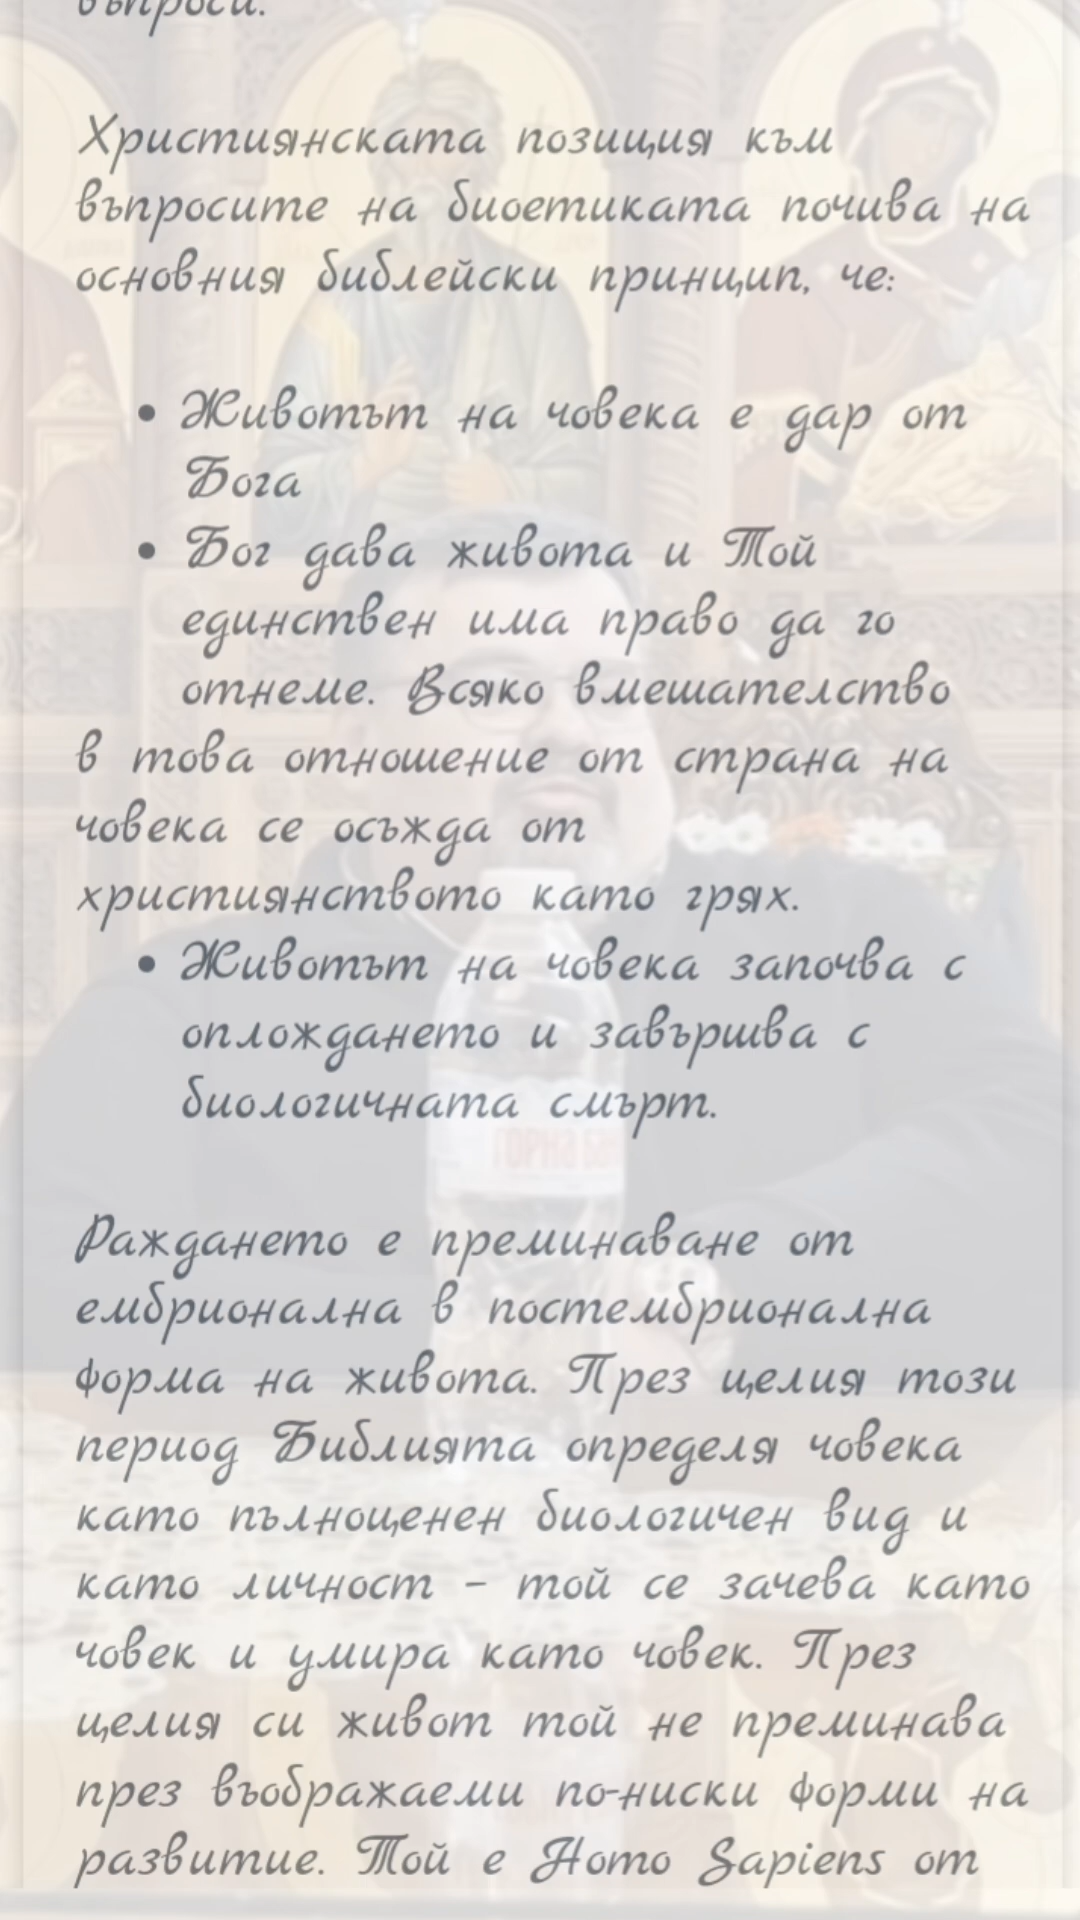 въпроси.
Християнската позиция към
въпросите на биоетиката почива на
основния библейски принцип, че:
• Животът на човека е дар от
Бога
• Бог дава живота и Той
единствен има право да го
отнеме. Всяко вмешателство
в това отношение от страна на
човека се осъжда от
християнството като грях.
• Животът на човека започва с
оплождането и завършва с
биологичната смърт.
ГОРНА БА
Раждането е преминаване от
ембрионална в постембрионална
форма на живота. През целия този
период Библията определя човека
като пълноценен биологичен вид и
като личност – той се зачева като
човек и умира като човек. През
целия си живот той не преминава
през въображаеми по-ниски форми на
развитие. Той е Homo Sapiens от